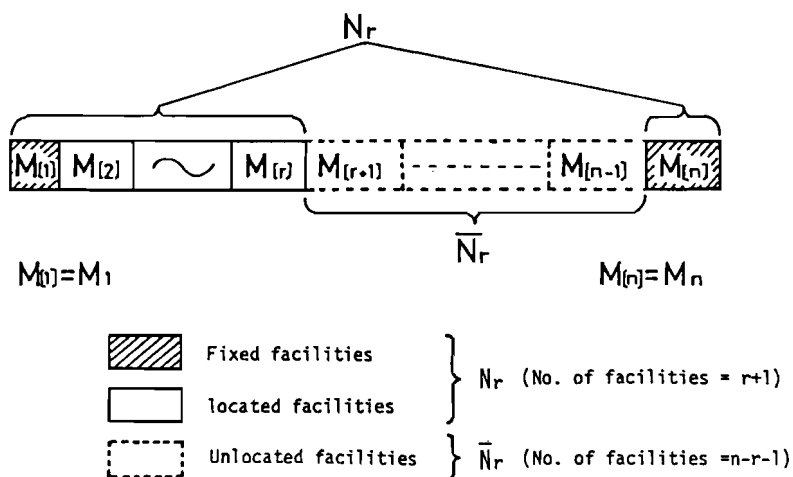 Nr
M[1] M[2] M[r] M[r+1] M[n-1] M[n]
N̅r
M[1]=M1 M[n]=Mn
Fixed facilities
located facilities
Nr (No. of facilities = r+1)
Unlocated facilities N̅r (No. of facilities =n-r-1)